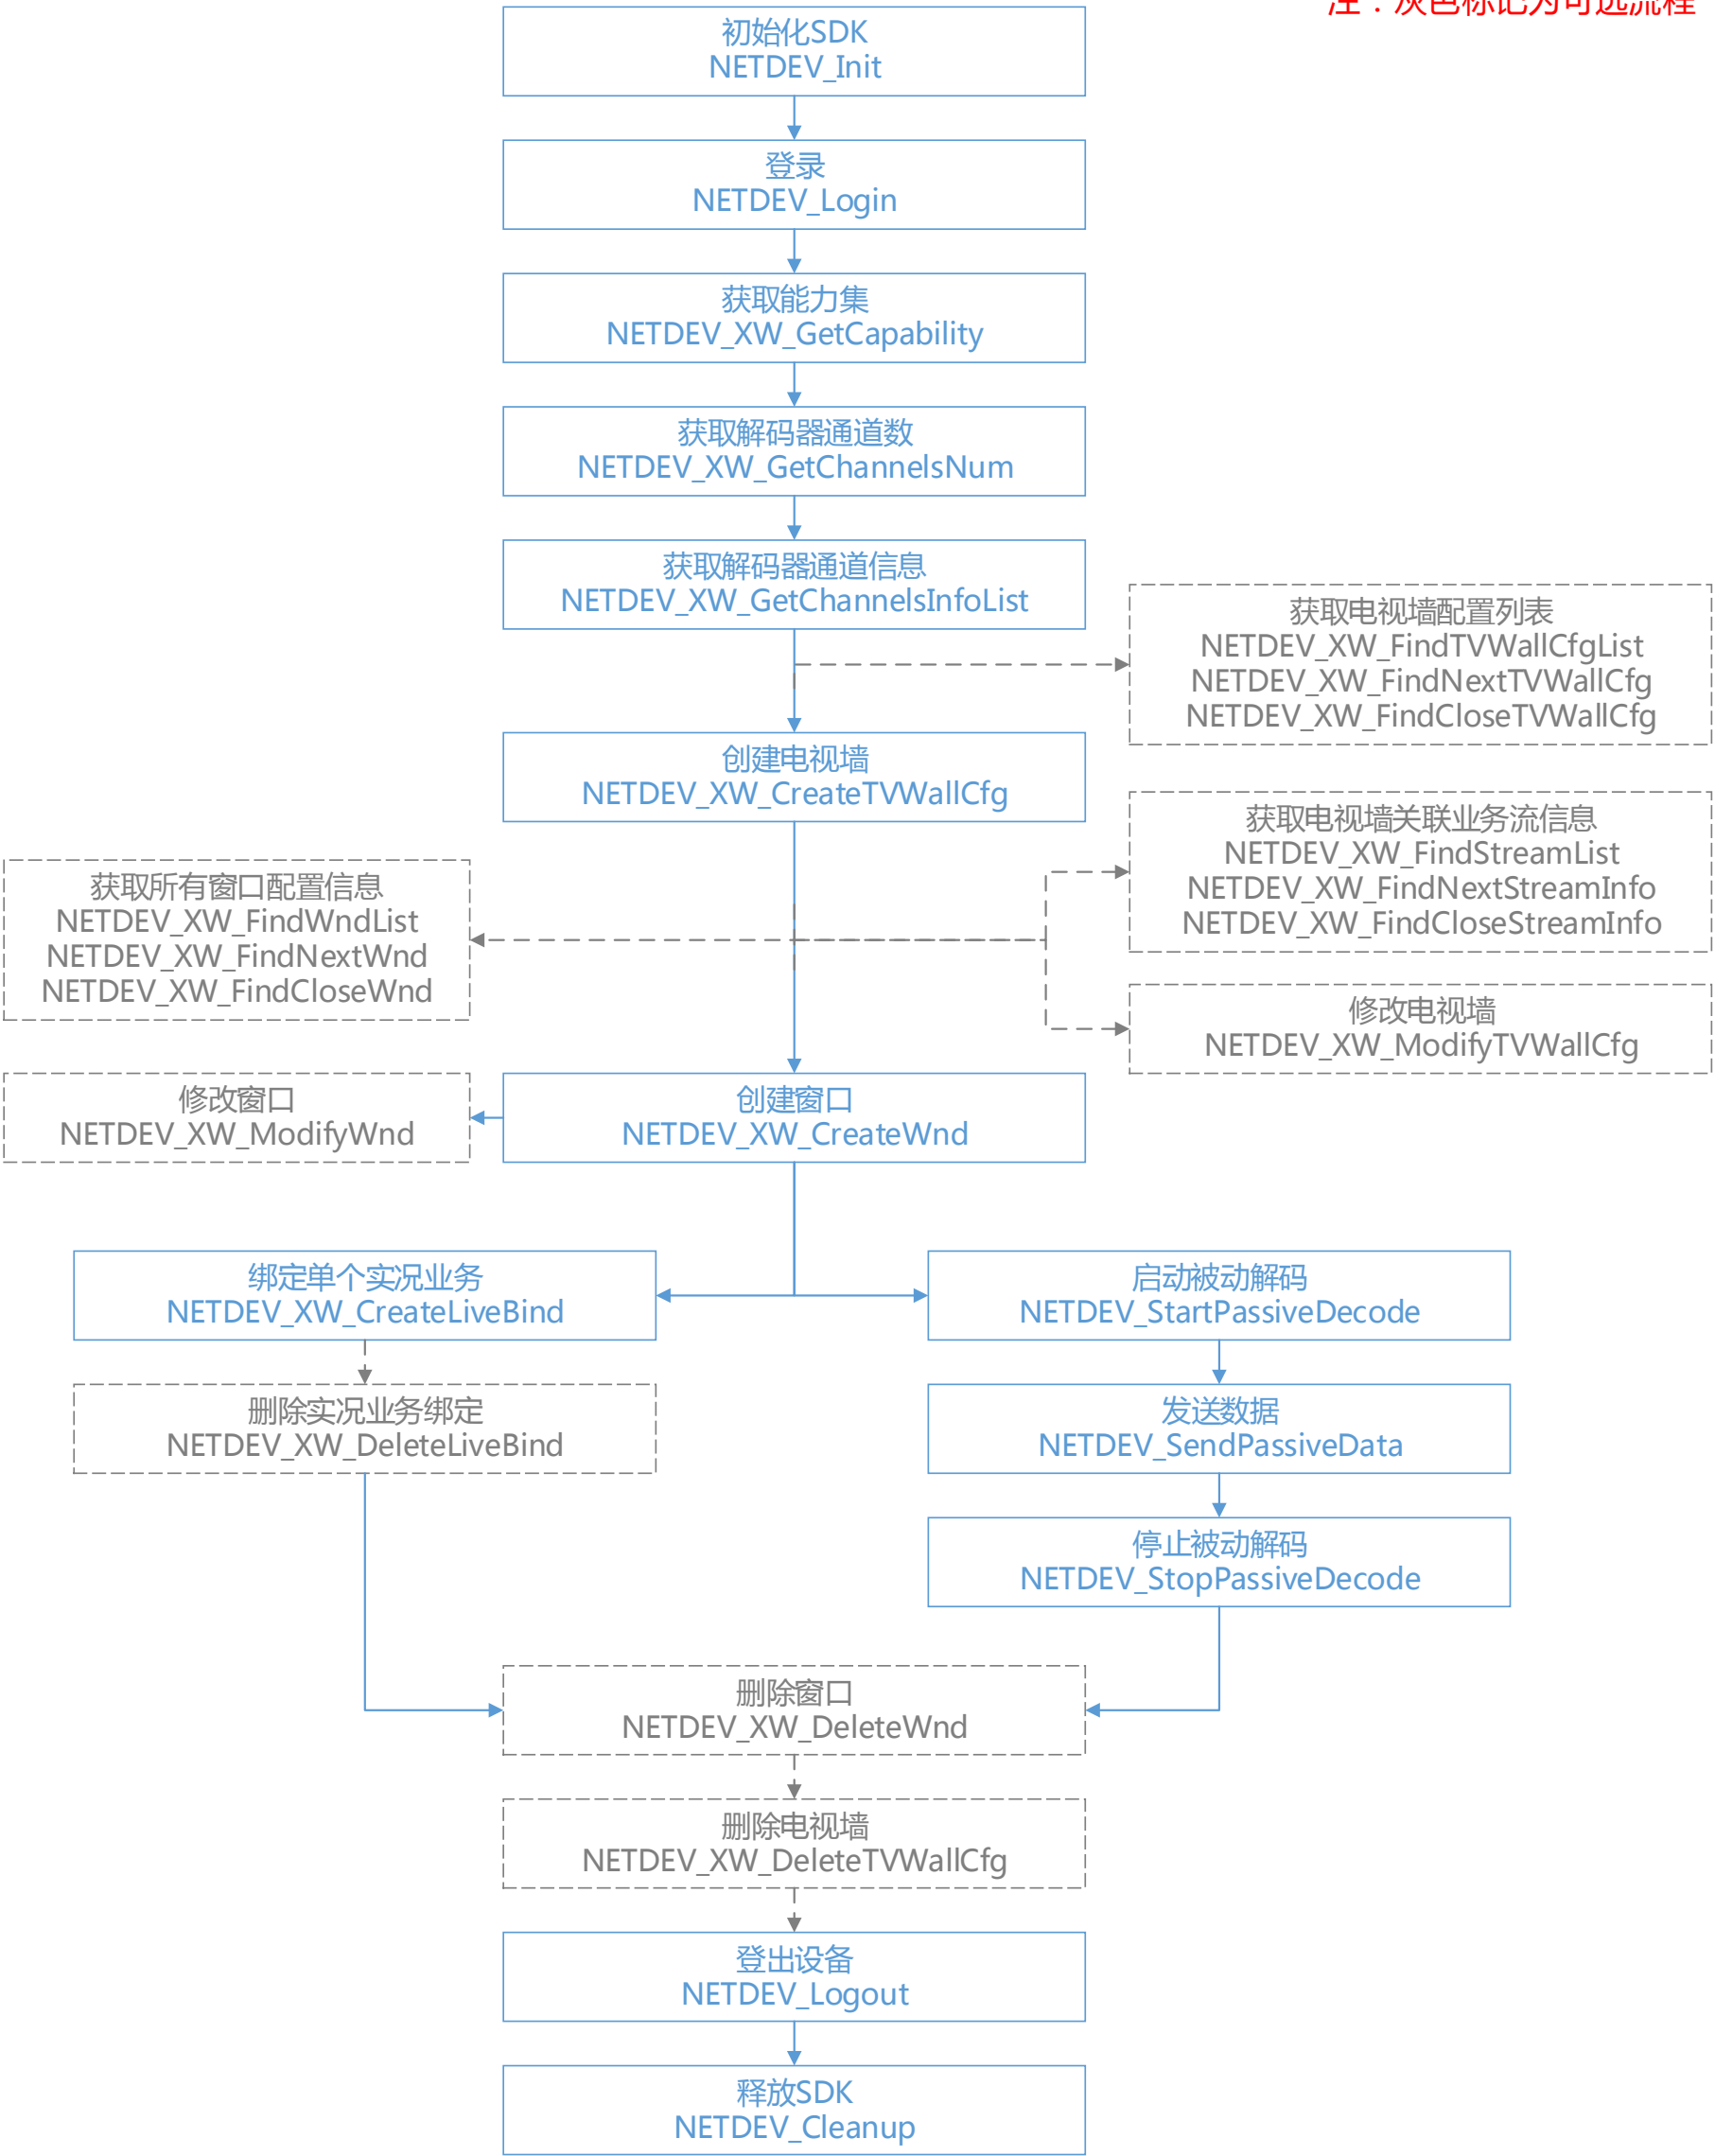 注：灰色标记为可选流程
初始化SDK
NETDEV_Init
登录
NETDEV_Login
获取能力集
NETDEV_XW_GetCapability
获取解码器通道数
NETDEV_XW_GetChannelsNum
获取解码器通道信息
NETDEV_XW_GetChannelsInfoList
获取电视墙配置列表
NETDEV_XW_FindTVWallCfgList
NETDEV_XW_FindNextTVWallCfg
NETDEV_XW_FindCloseTVWallCfg
创建电视墙
NETDEV_XW_CreateTVWallCfg
获取电视墙关联业务流信息
NETDEV_XW_FindStreamList
NETDEV_XW_FindNextStreamInfo
NETDEV_XW_FindCloseStreamInfo
获取所有窗口配置信息
NETDEV_XW_FindWndList
NETDEV_XW_FindNextWnd
NETDEV_XW_FindCloseWnd
修改电视墙
NETDEV_XW_ModifyTVWallCfg
修改窗口
NETDEV_XW_ModifyWnd
创建窗口
NETDEV_XW_CreateWnd
绑定单个实况业务
NETDEV_XW_CreateLiveBind
启动被动解码
NETDEV_StartPassiveDecode
删除实况业务绑定
NETDEV_XW_DeleteLiveBind
发送数据
NETDEV_SendPassiveData
停止被动解码
NETDEV_StopPassiveDecode
删除窗口
NETDEV_XW_DeleteWnd
删除电视墙
NETDEV_XW_DeleteTVWallCfg
登出设备
NETDEV_Logout
释放SDK
NETDEV_Cleanup